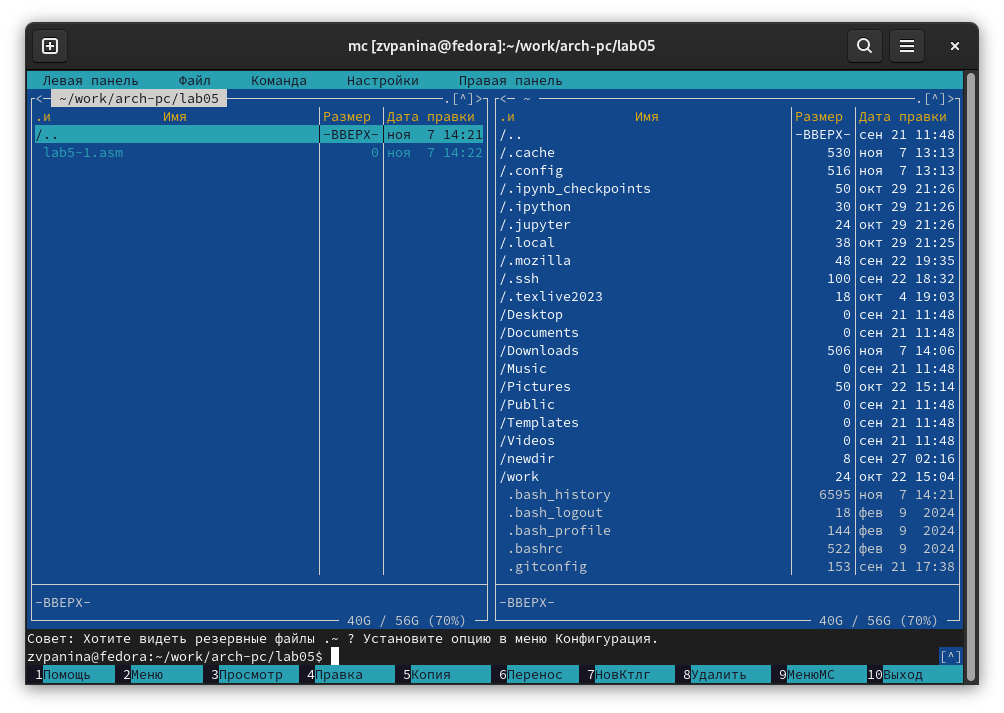 mc [zvpanina@fedora]:~/work/arch-pc/lab05
Левая панель Файл Команда Настройки Правая панель
<─ ~/work/arch-pc/lab05 .[^]>
.и Имя Размер Дата правки
/.. -ВВЕРХ- ноя 7 14:21
lab5-1.asm 0 ноя 7 14:22
-ВВЕРХ-
40G / 56G (70%)
<─ ~ .[^]>
.и Имя Размер Дата правки
/.. -ВВЕРХ- сен 21 11:48
/.cache 530 ноя 7 13:13
/.config 516 ноя 7 13:13
/.ipynb_checkpoints 50 окт 29 21:26
/.ipython 30 окт 29 21:26
/.jupyter 24 окт 29 21:26
/.local 38 окт 29 21:25
/.mozilla 48 сен 22 19:35
/.ssh 100 сен 22 18:32
/.texlive2023 18 окт 4 19:03
/Desktop 0 сен 21 11:48
/Documents 0 сен 21 11:48
/Downloads 506 ноя 7 14:06
/Music 0 сен 21 11:48
/Pictures 50 окт 22 15:14
/Public 0 сен 21 11:48
/Templates 0 сен 21 11:48
/Videos 0 сен 21 11:48
/newdir 8 сен 27 02:16
/work 24 окт 22 15:04
.bash_history 6595 ноя 7 14:21
.bash_logout 18 фев 9 2024
.bash_profile 144 фев 9 2024
.bashrc 522 фев 9 2024
.gitconfig 153 сен 21 17:38
-ВВЕРХ-
40G / 56G (70%)
Совет: Хотите видеть резервные файлы .~ ? Установите опцию в меню Конфигурация.
zvpanina@fedora:~/work/arch-pc/lab05$ [^]
1Помощь 2Меню 3Просмотр 4Правка 5Копия 6Перенос 7НовКтлг 8Удалить 9МенюМС 10Выход